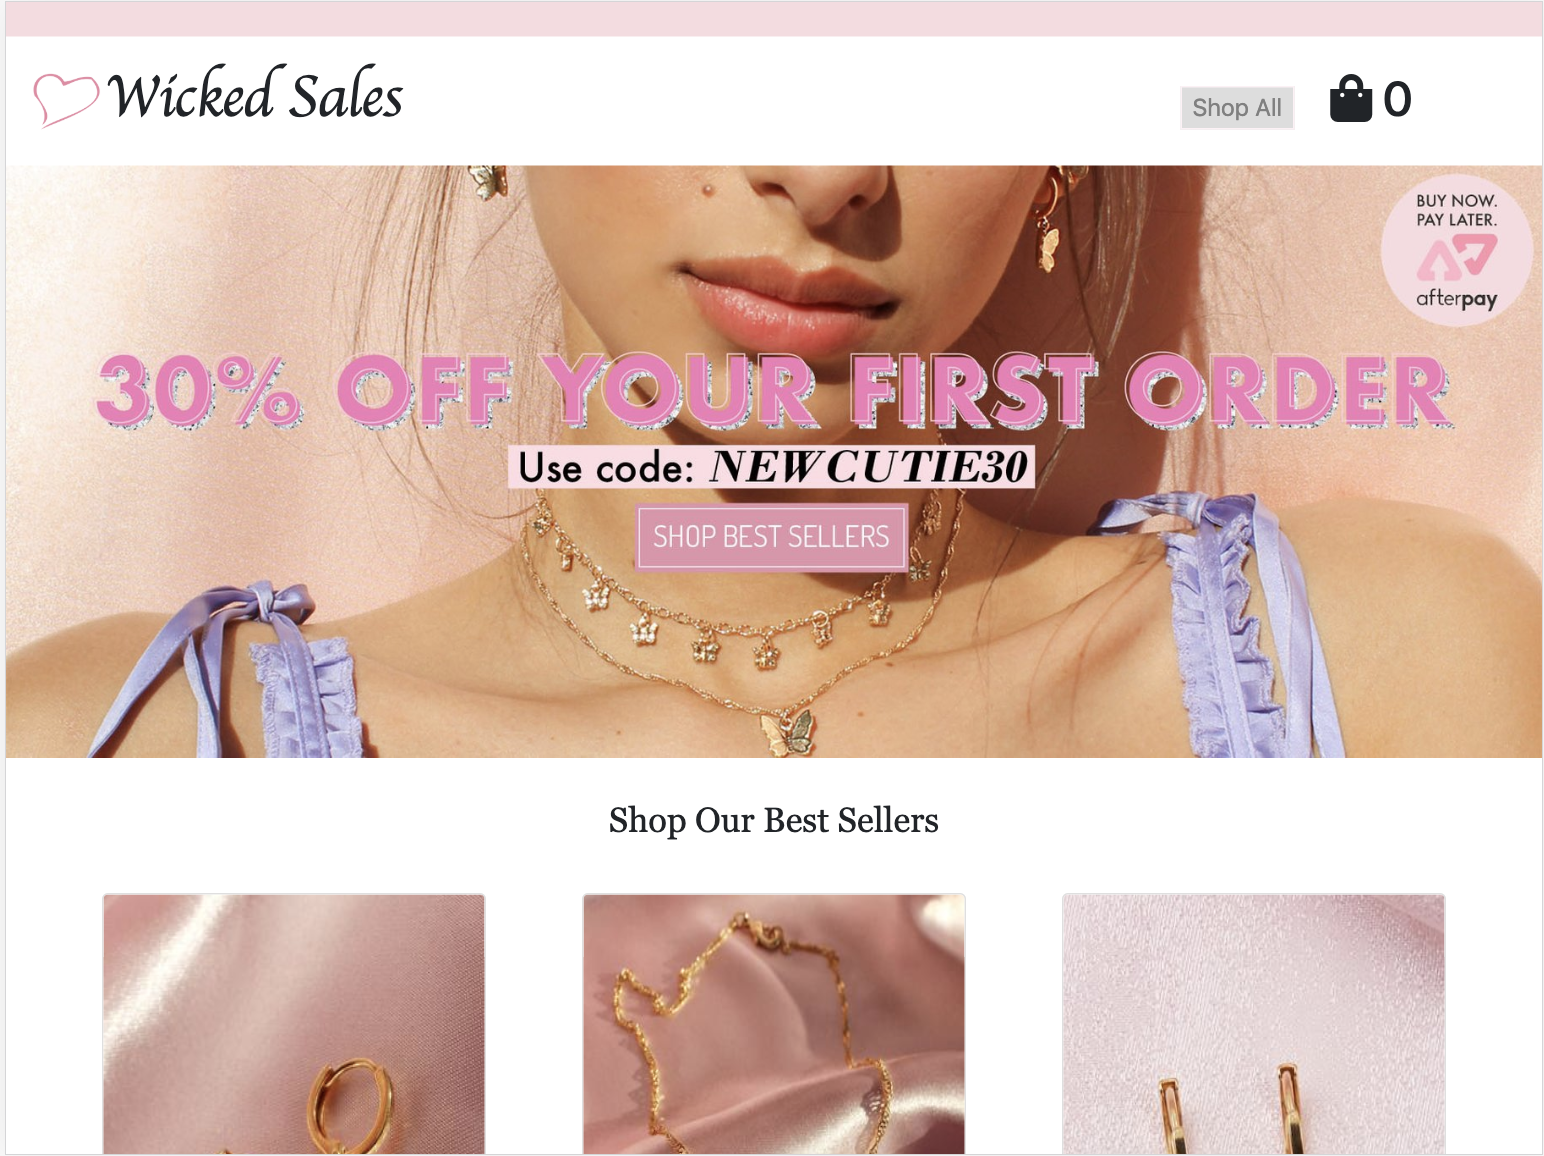 Wicked Sales
Shop All
0
BUY NOW.
PAY LATER.
afterpay
30% OFF YOUR FIRST ORDER
Use code: NEWCUTIE30
SHOP BEST SELLERS
Shop Our Best Sellers